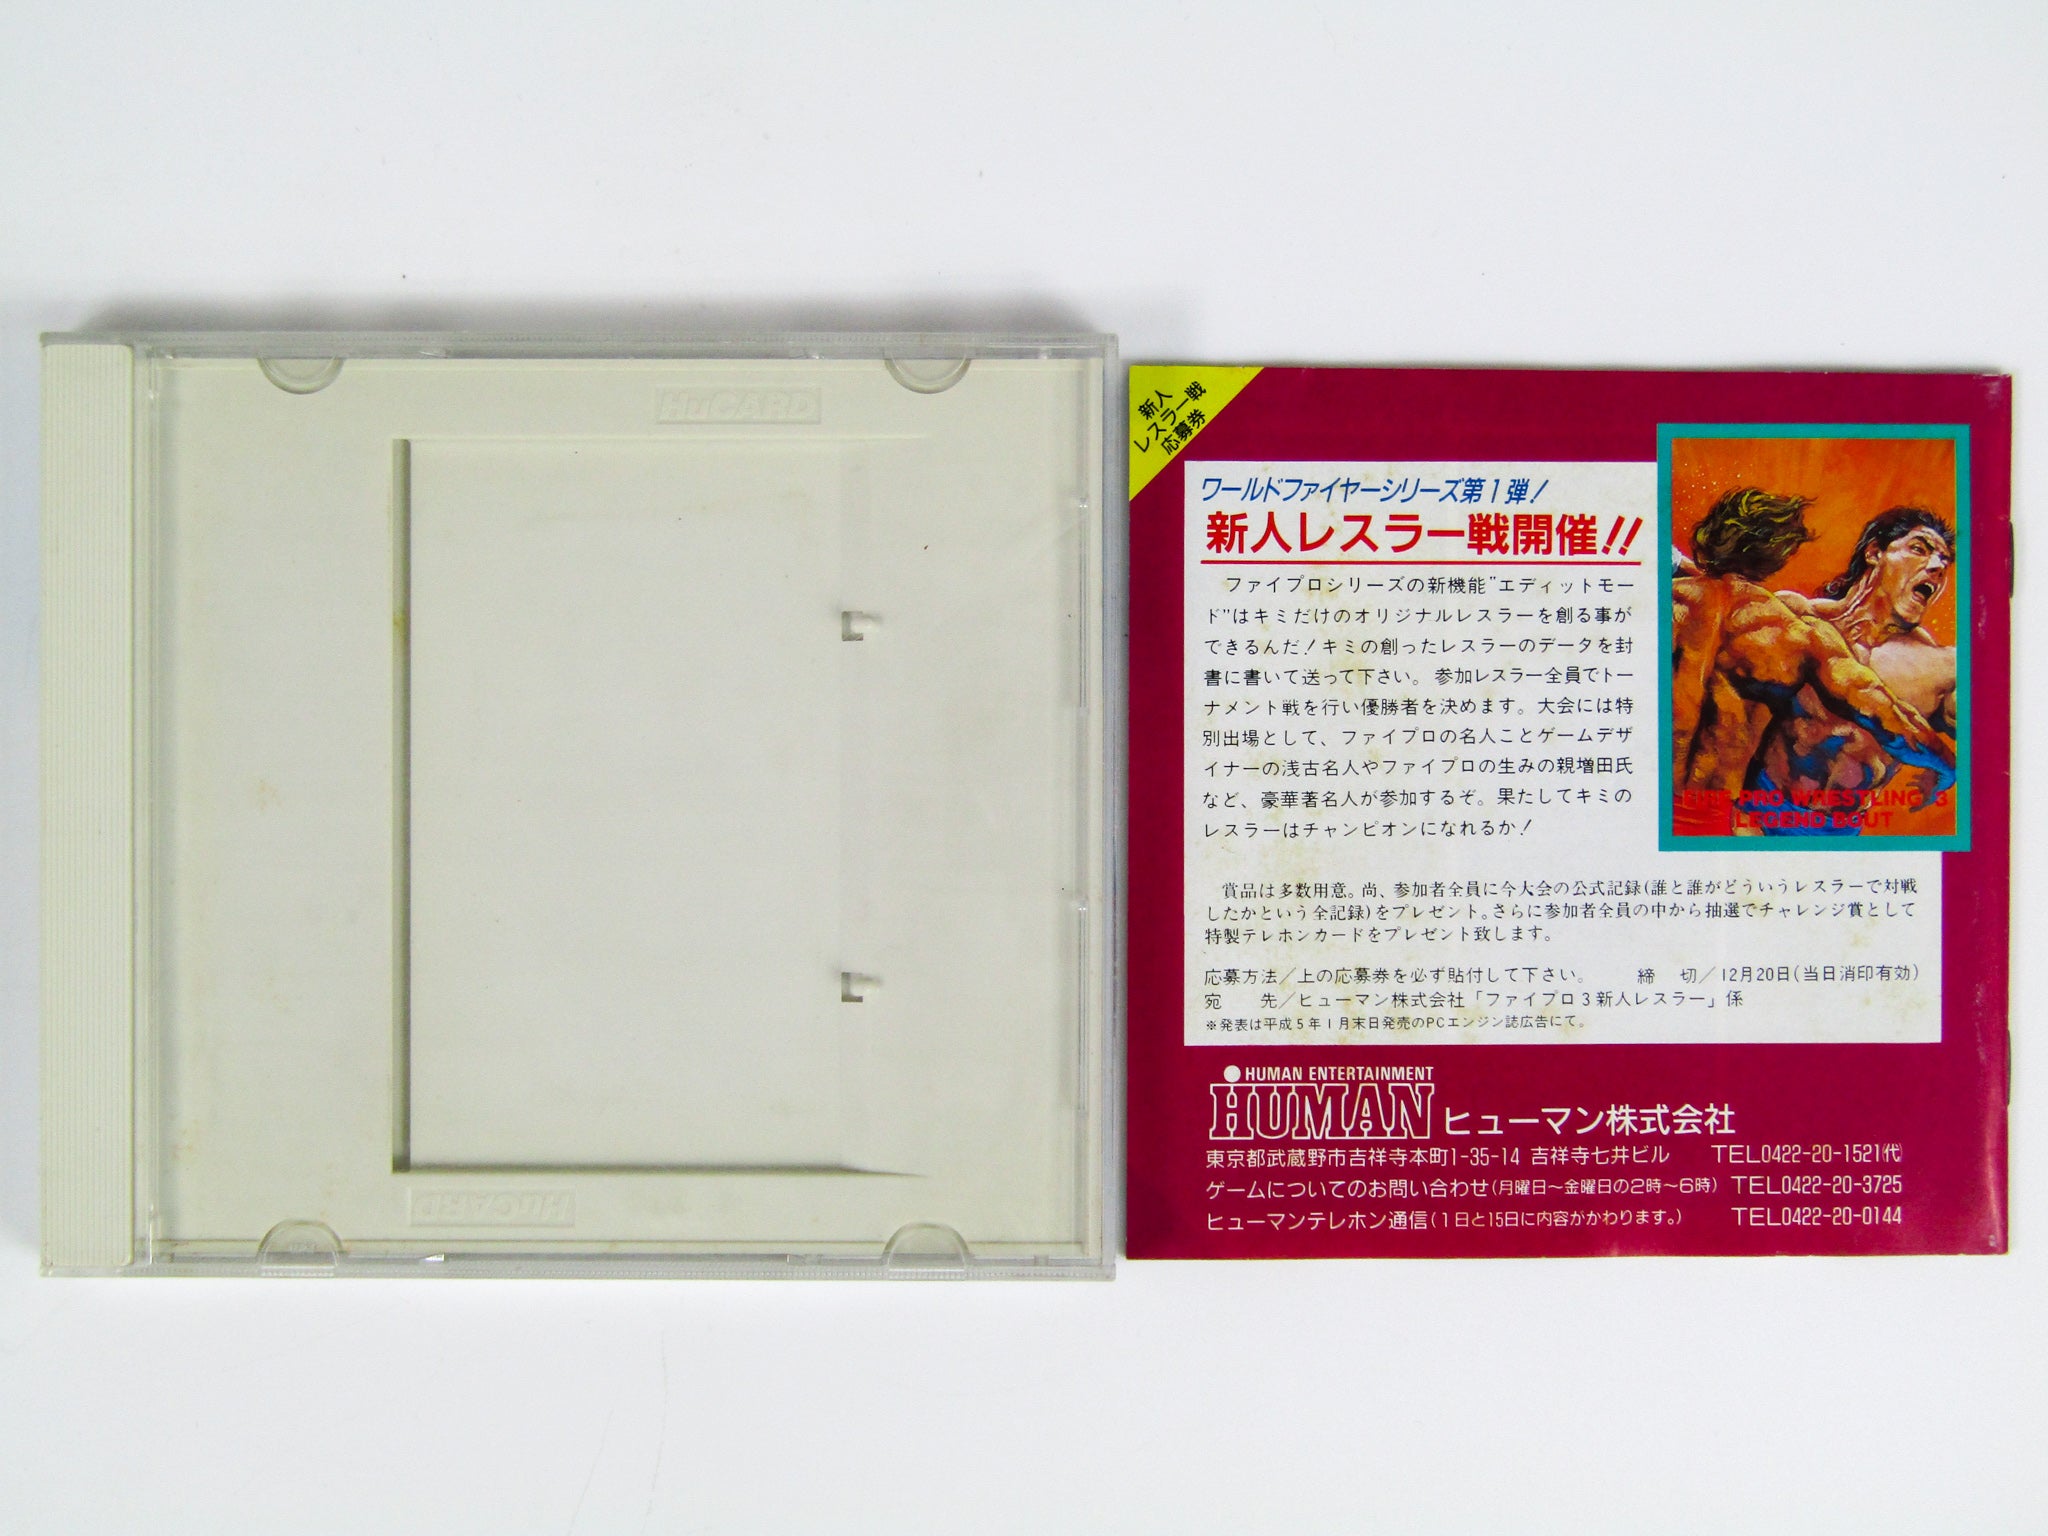 HuCARD
HuCARD
新人
レスラー戦
応募券
ワールドファイヤーシリーズ第1弾!
新人レスラー戦開催!!
ファイプロシリーズの新機能"エディットモー
ド"はキミだけのオリジナルレスラーを創る事が
できるんだ!キミの創ったレスラーのデータを封
書に書いて送って下さい。参加レスラー全員でトー
ナメント戦を行い優勝者を決めます。大会には特
別出場として、ファイプロの名人ことゲームデザ
イナーの浅古名人やファイプロの生みの親増田氏
など、豪華著名人が参加するぞ。果たしてキミの
レスラーはチャンピオンになれるか!
FIRE PRO WRESTLING 3
LEGEND BOUT
賞品は多数用意。尚、参加者全員に今大会の公式記録(誰と誰がどういうレスラーで対戦
したかという全記録)をプレゼント。さらに参加者全員の中から抽選でチャレンジ賞として
特製テレホンカードをプレゼント致します。
応募方法/上の応募券を必ず貼付して下さい。 締 切/12月20日(当日消印有効)
宛 先/ヒューマン株式会社「ファイプロ3新人レスラー」係
※発表は平成5年1月末日発売のPCエンジン誌広告にて。
HUMAN ENTERTAINMENT
HUMAN ヒューマン株式会社
東京都武蔵野市吉祥寺本町1-35-14 吉祥寺七井ビル TEL0422-20-1521(代)
ゲームについてのお問い合わせ(月曜日〜金曜日の2時〜6時) TEL0422-20-3725
ヒューマンテレホン通信(1日と15日に内容がかわります。) TEL0422-20-0144